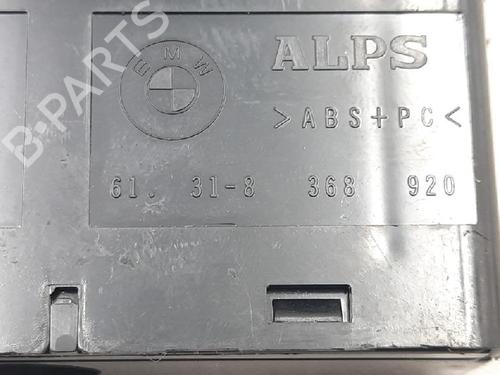 BMW
ALPS
>ABS+PC<
61. 31-8 368 920
B-PARTS